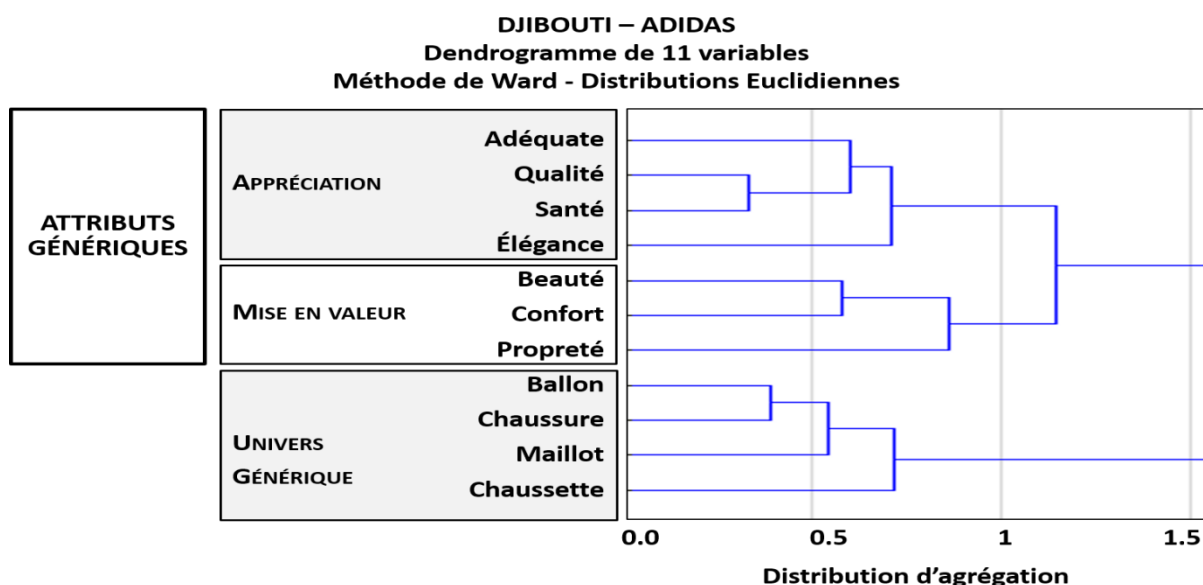 DJIBOUTI – ADIDAS
Dendrogramme de 11 variables
Méthode de Ward - Distributions Euclidiennes
ATTRIBUTS
GÉNÉRIQUES
APPRÉCIATION
Adéquate
Qualité
Santé
Élégance
MISE EN VALEUR
Beauté
Confort
Propreté
UNIVERS
GÉNÉRIQUE
Ballon
Chaussure
Maillot
Chaussette
0.0 0.5 1 1.5
Distribution d’agrégation